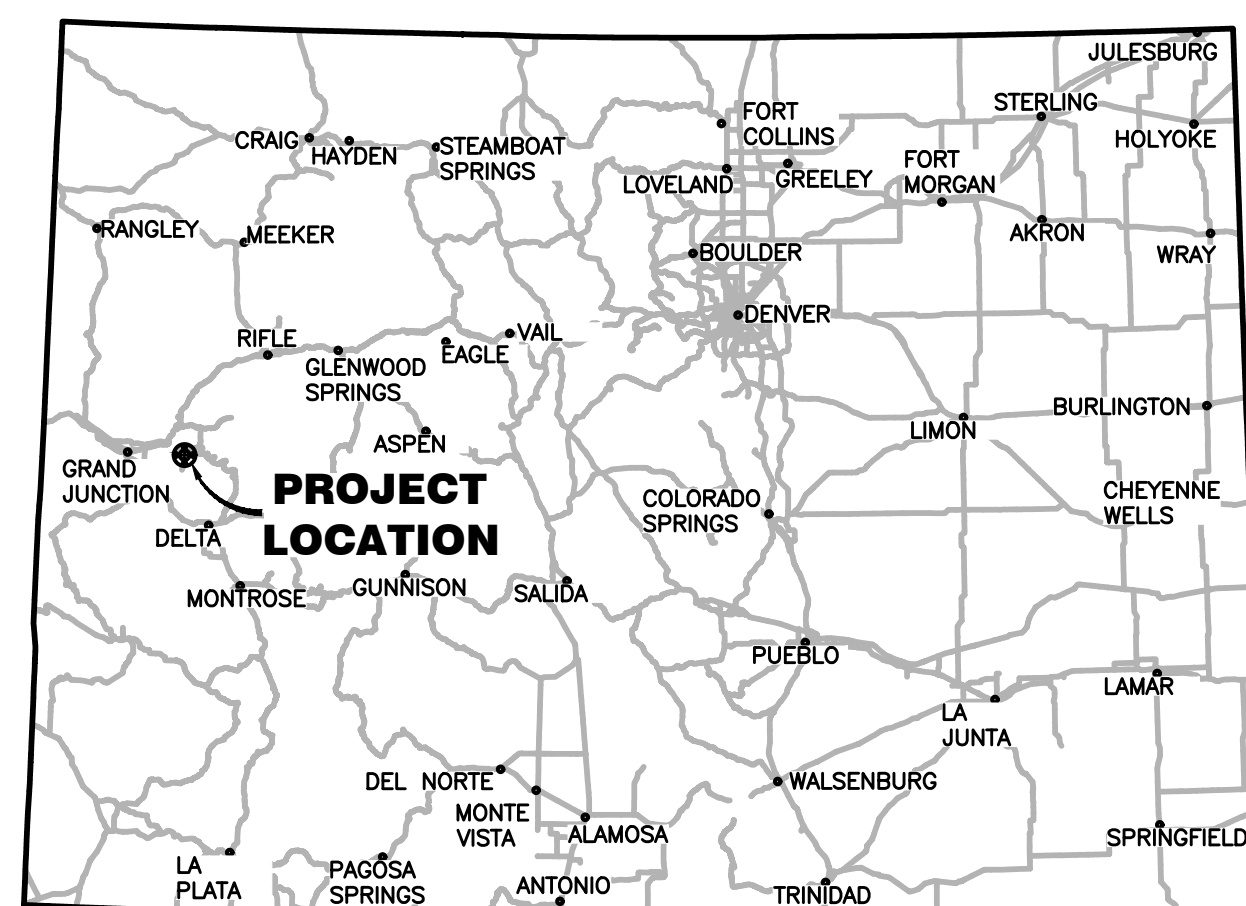 JULESBURG
STERLING
FORT
COLLINS
HOLYOKE
CRAIG
HAYDEN
STEAMBOAT
SPRINGS
FORT
MORGAN
LOVELAND
GREELEY
RANGLEY
MEEKER
AKRON
BOULDER
WRAY
DENVER
RIFLE
VAIL
EAGLE
GLENWOOD
SPRINGS
BURLINGTON
LIMON
ASPEN
GRAND
JUNCTION
PROJECT
LOCATION
COLORADO
SPRINGS
CHEYENNE
WELLS
DELTA
MONTROSE
GUNNISON
SALIDA
PUEBLO
LAMAR
LA
JUNTA
DEL NORTE
WALSENBURG
MONTE
VISTA
ALAMOSA
SPRINGFIELD
LA
PLATA
PAGOSA
SPRINGS
ANTONIO
TRINIDAD